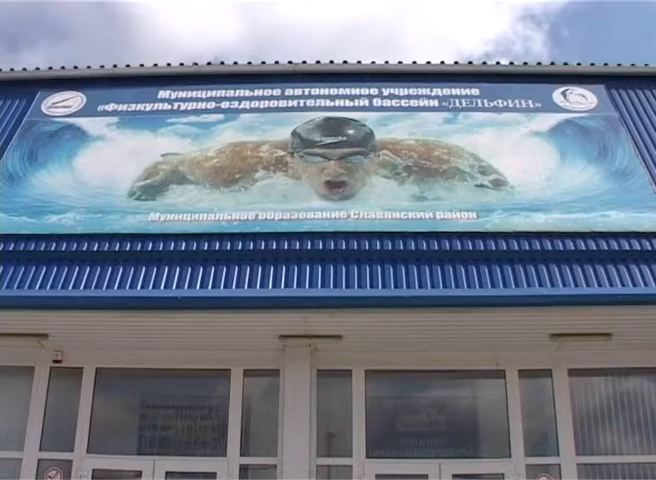 Муниципальное автономное учреждение
«Физкультурно-оздоровительный бассейн «ДЕЛЬФИН»
Муниципальное образование Славянский район